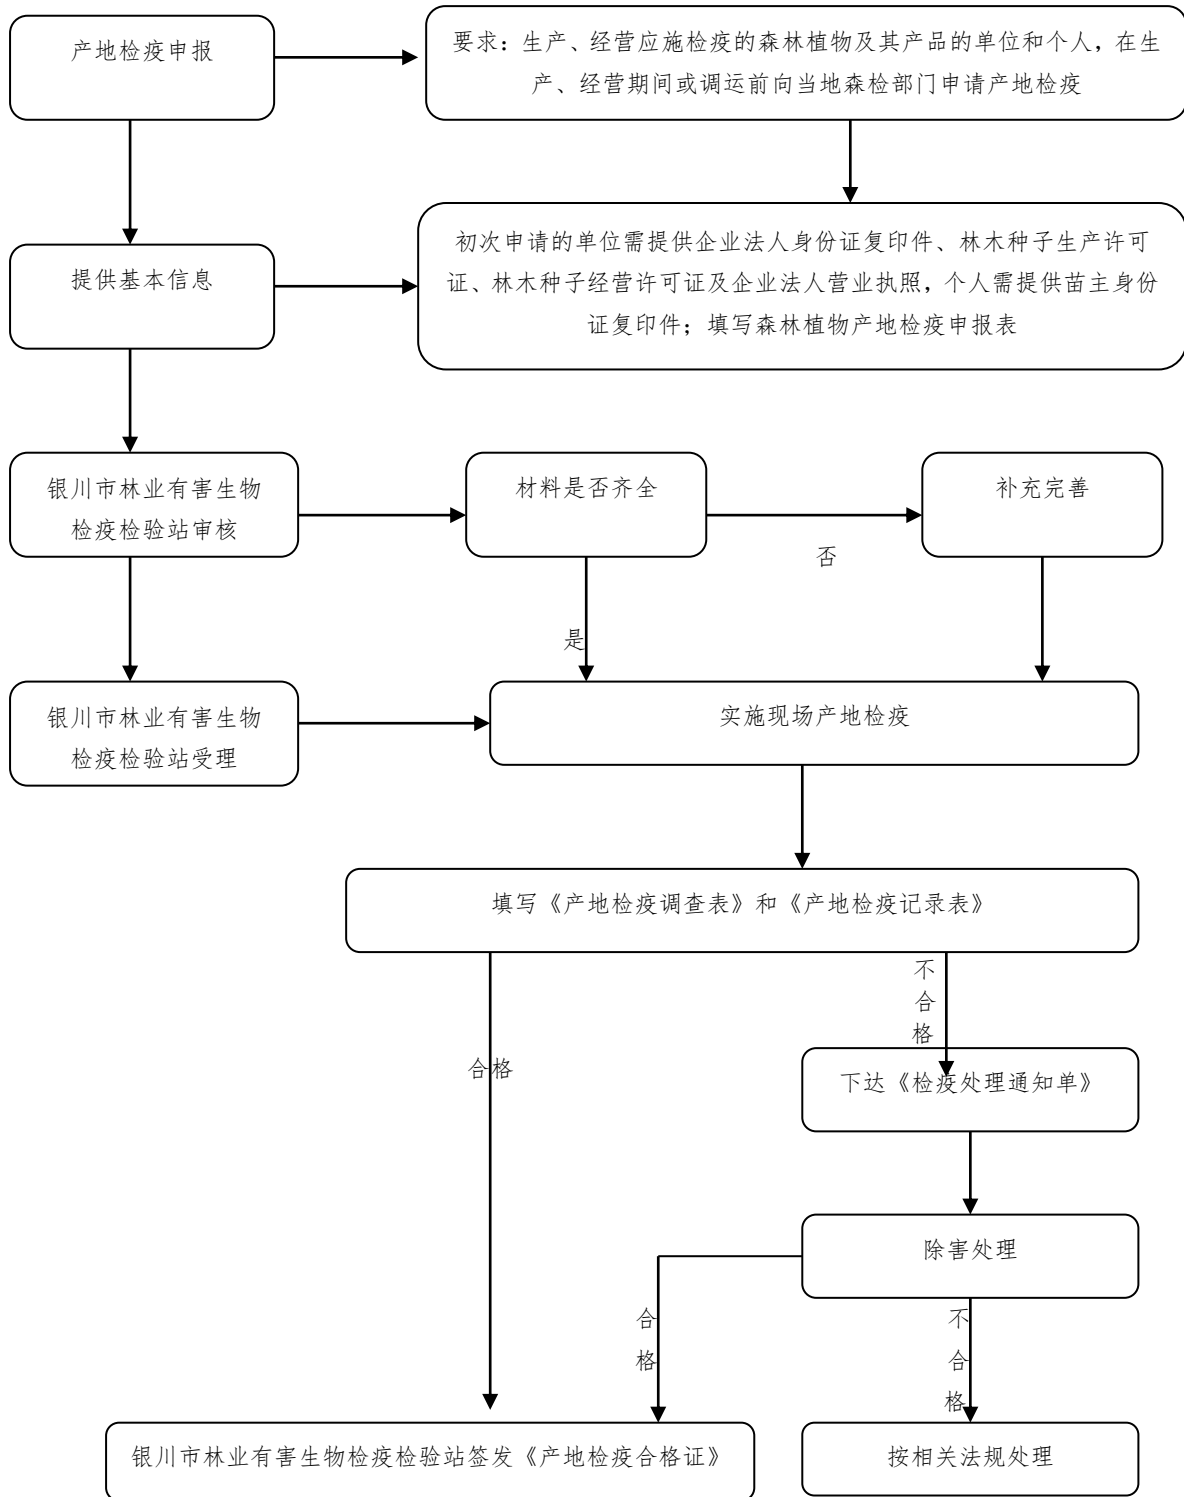 产地检疫申报
要求：生产、经营应施检疫的森林植物及其产品的单位和个人，在生
产、经营期间或调运前向当地森检部门申请产地检疫
提供基本信息
初次申请的单位需提供企业法人身份证复印件、林木种子生产许可
证、林木种子经营许可证及企业法人营业执照，个人需提供苗主身份
证复印件；填写森林植物产地检疫申报表
银川市林业有害生物
检疫检验站审核
材料是否齐全
否
补充完善
是
银川市林业有害生物
检疫检验站受理
实施现场产地检疫
填写《产地检疫调查表》和《产地检疫记录表》
不
合
格
合格
下达《检疫处理通知单》
除害处理
合
格
不
合
格
银川市林业有害生物检疫检验站签发《产地检疫合格证》
按相关法规处理